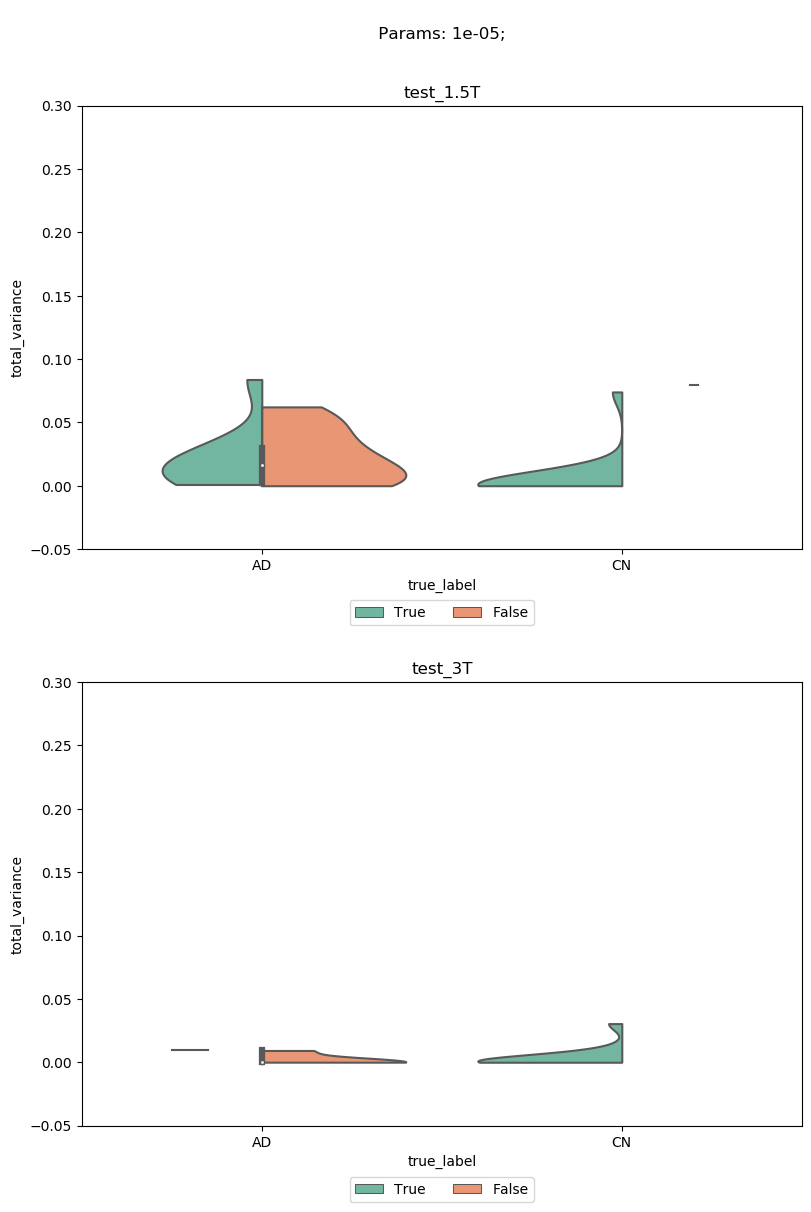 Params: 1e-05;
test_1.5T
0.30
0.25
0.20
0.15
0.10
0.05
0.00
−0.05
total_variance
AD CN
true_label
True False
test_3T
0.30
0.25
0.20
0.15
0.10
0.05
0.00
−0.05
total_variance
AD CN
true_label
True False